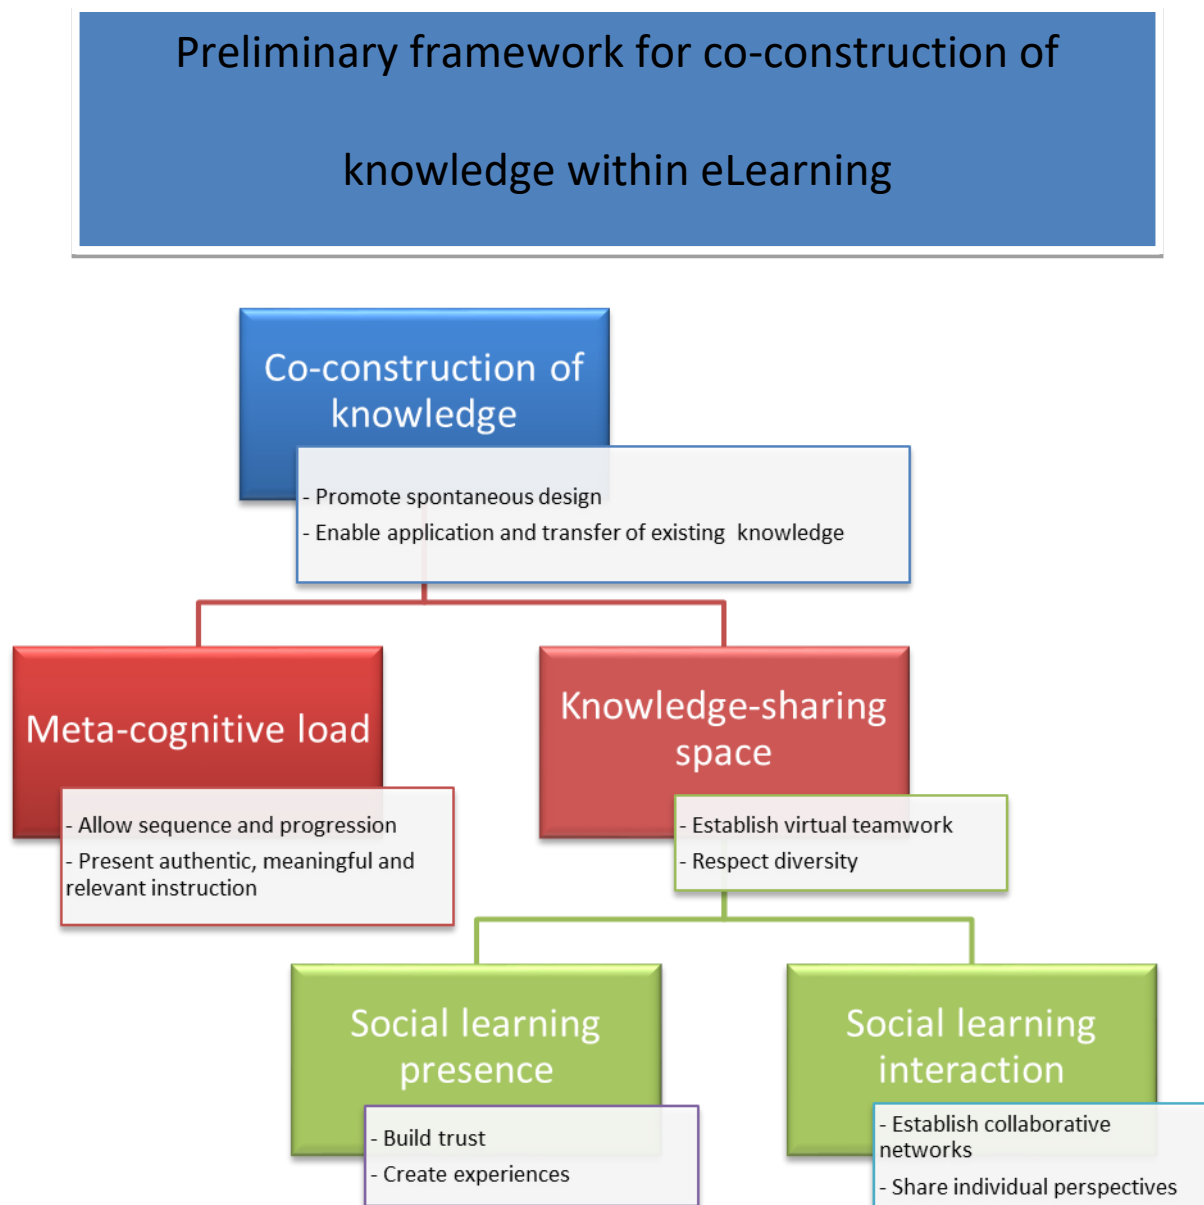 Preliminary framework for co-construction of
knowledge within eLearning
Co-construction of
knowledge
- Promote spontaneous design
- Enable application and transfer of existing knowledge
Meta-cognitive load
- Allow sequence and progression
- Present authentic, meaningful and
relevant instruction
Knowledge-sharing
space
- Establish virtual teamwork
- Respect diversity
Social learning
presence
- Build trust
- Create experiences
Social learning
interaction
- Establish collaborative
networks
- Share individual perspectives